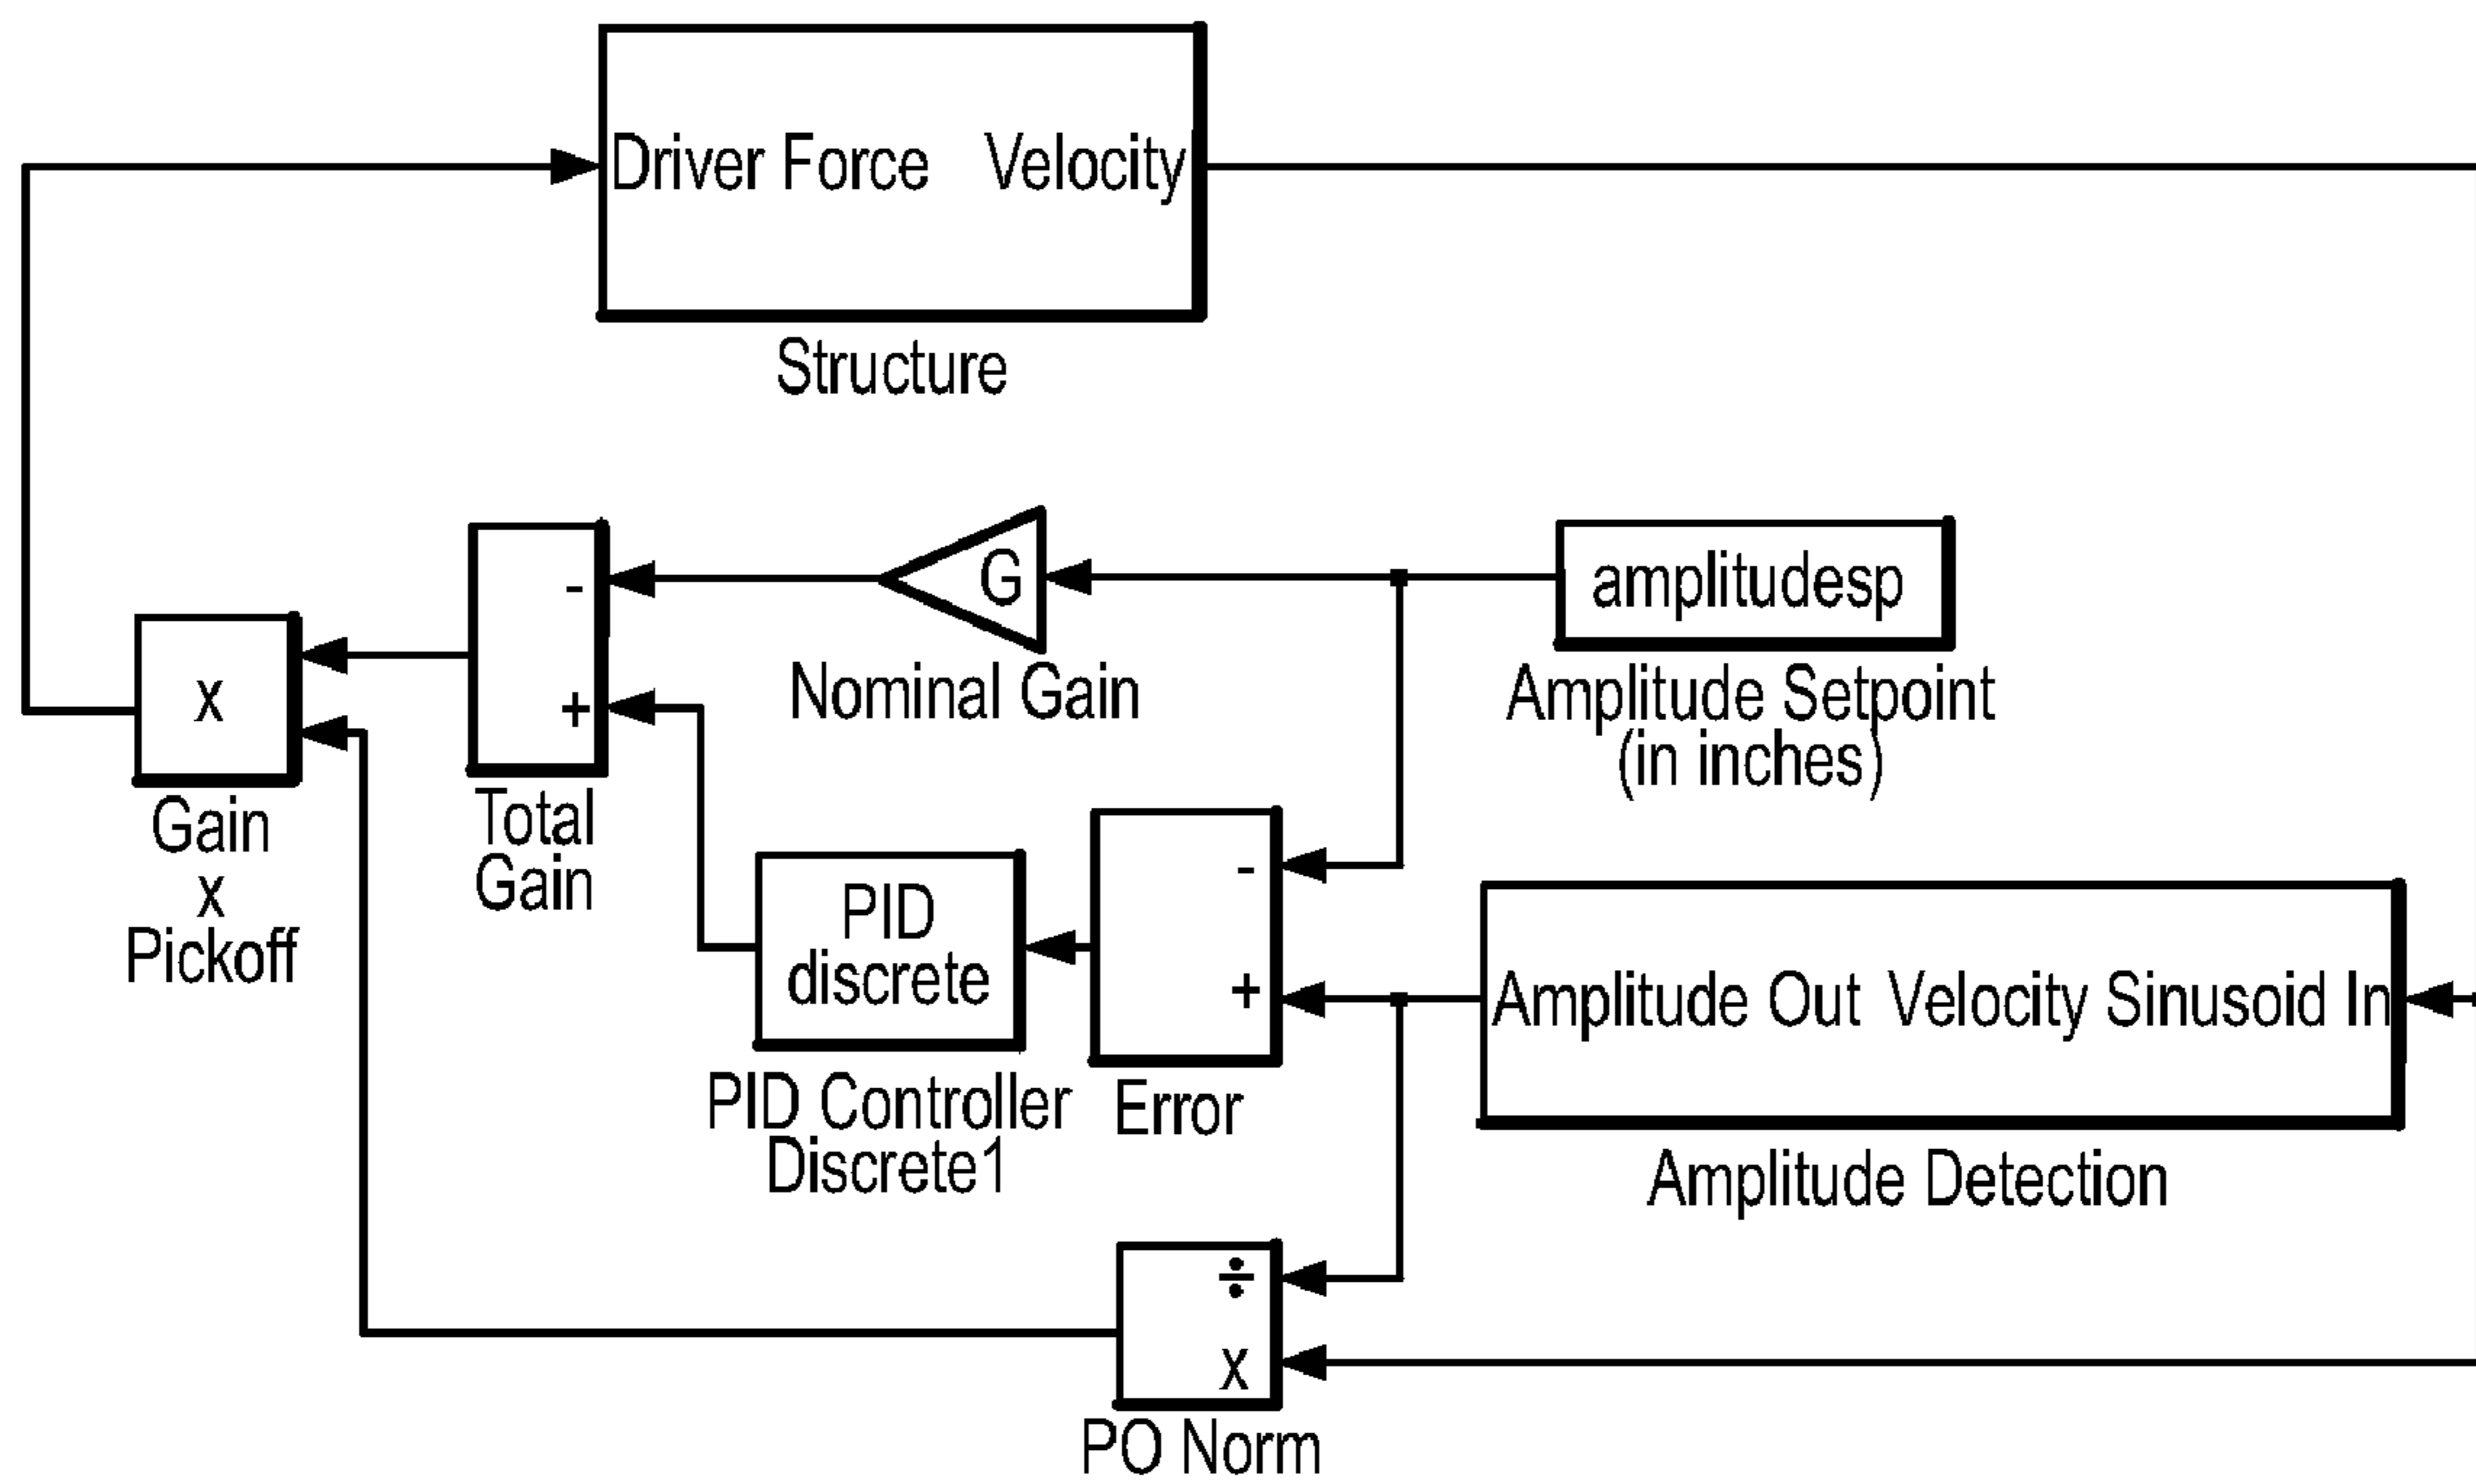 Driver Force Velocity
Structure
-
+
Total
Gain
G
Nominal Gain
amplitudesp
Amplitude Setpoint
(in inches)
x
Gain
x
Pickoff
PID
discrete
PID Controller
Discrete1
-
+
Error
Amplitude Out Velocity Sinusoid In
Amplitude Detection
÷
x
PO Norm